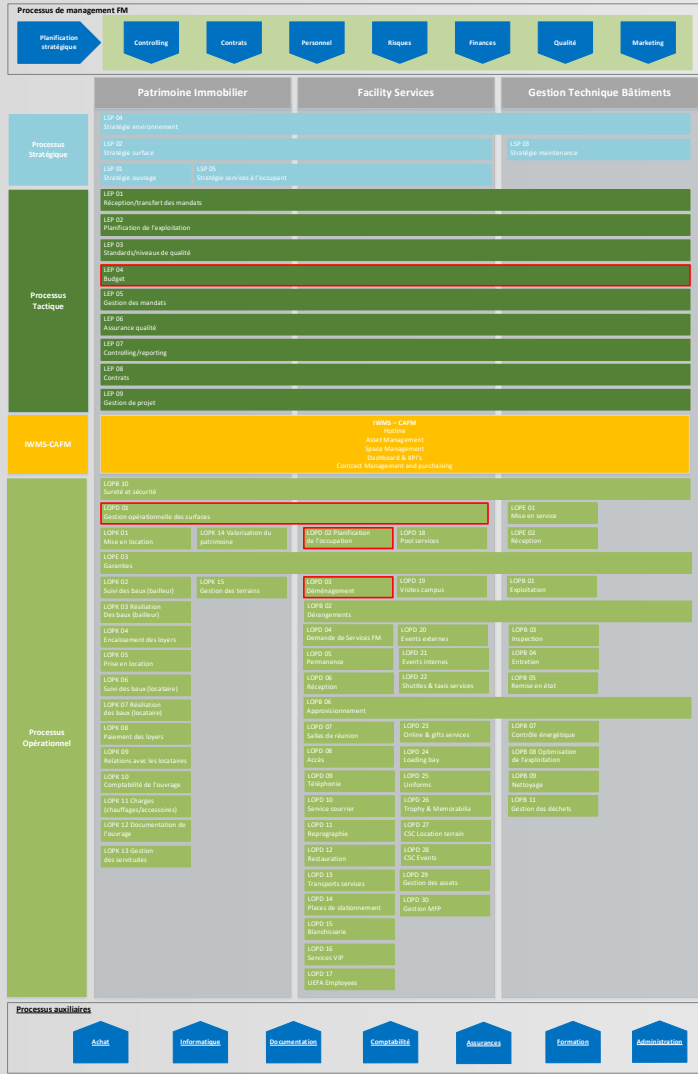 Processus de management FM
Planification
stratégique
Controlling
Contrats
Personnel
Risques
Finances
Qualité
Marketing
Patrimoine Immobilier
Facility Services
Gestion Technique Bâtiments
Processus
Stratégique
LSP 04
Stratégie environnement
LSP 02
Stratégie surface
LSP 03
Stratégie maintenance
LSP 01
Stratégie ouvrage
LSP 05
Stratégie services à l'occupant
Processus
Tactique
LEP 01
Réception/transfert des mandats
LEP 02
Planification de l'exploitation
LEP 03
Standards/niveaux de qualité
LEP 04
Budget
LEP 05
Gestion des mandats
LEP 06
Assurance qualité
LEP 07
Controlling/reporting
LEP 08
Contrats
LEP 09
Gestion de projet
IWMS-CAFM
IWMS – CAFM
Hotline
Asset Management
Space Management
Dashboard & KPI's
Contract Management and purchaising
Processus
Opérationnel
LOPB 10
Sureté et sécurité
LOPD 01
Gestion opérationnelle des surfaces
LOPE 01
Mise en service
LOPK 01
Mise en location
LOPK 14 Valorisation du
patrimoine
LOPD 02 Planification
de l'occupation
LOPD 18
Pool services
LOPE 02
Réception
LOPE 03
Garanties
LOPK 02
Suivi des baux (bailleur)
LOPK 15
Gestion des terrains
LOPD 03
Déménagement
LOPD 19
Visites campus
LOPB 01
Exploitation
LOPK 03 Résiliation
Des baux (bailleur)
LOPB 02
Dérangements
LOPK 04
Encaissement des loyers
LOPD 04
Demande de Services FM
LOPD 20
Events externes
LOPB 03
Inspection
LOPK 05
Prise en location
LOPD 05
Permanence
LOPD 21
Events internes
LOPB 04
Entretien
LOPK 06
Suivi des baux (locataire)
LOPD 06
Réception
LOPD 22
Shuttles & taxis services
LOPB 05
Remise en état
LOPK 07 Résiliation
des baux (locataire)
LOPB 06
Approvisionnement
LOPK 08
Paiement des loyers
LOPD 07
Salles de réunion
LOPD 23
Online & gifts services
LOPB 07
Contrôle énergétique
LOPK 09
Relations avec les locataires
LOPD 08
Accès
LOPD 24
Loading bay
LOPB 08 Optimisation
de l'exploitation
LOPK 10
Comptabilité de l'ouvrage
LOPD 09
Téléphonie
LOPD 25
Uniforms
LOPB 09
Nettoyage
LOPK 11 Charges
(chauffages/accessoires)
LOPD 10
Service courrier
LOPD 26
Trophy & Memorabilia
LOPB 11
Gestion des déchets
LOPK 12 Documentation de
l'ouvrage
LOPD 11
Reprographie
LOPD 27
CSC Location terrain
LOPK 13 Gestion
des servitudes
LOPD 12
Restauration
LOPD 28
CSC Events
LOPD 13
Transports services
LOPD 29
Gestion des assets
LOPD 14
Places de stationnement
LOPD 30
Gestion MFP
LOPD 15
Blanchisserie
LOPD 16
Services VIP
LOPD 17
UEFA Employees
Processus auxiliaires
Achat
Informatique
Documentation
Comptabilité
Assurances
Formation
Administration